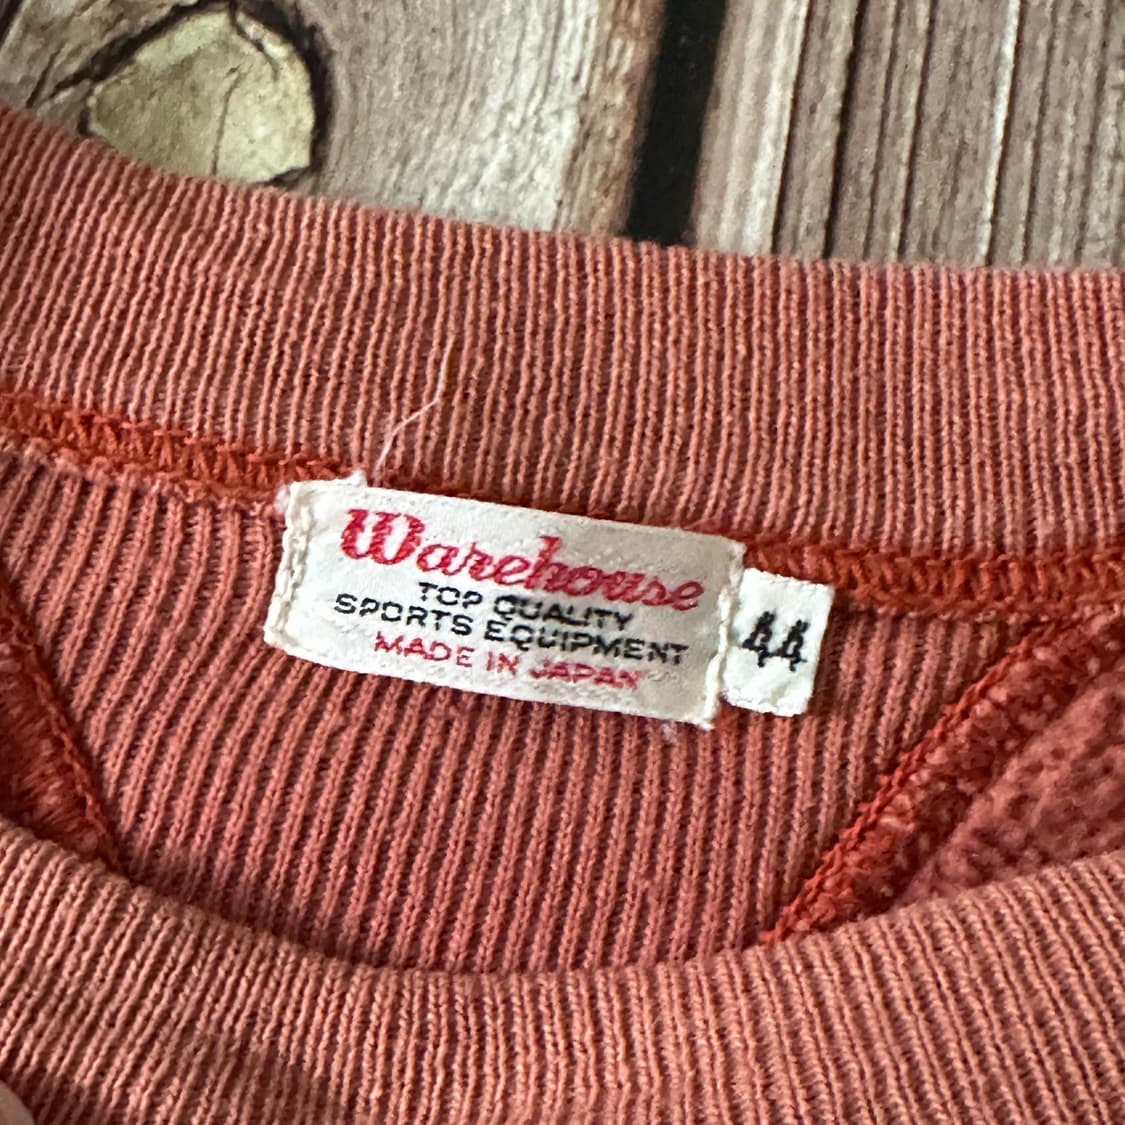 Warehouse
TOP QUALITY
SPORTS EQUIPMENT
MADE IN JAPAN
44